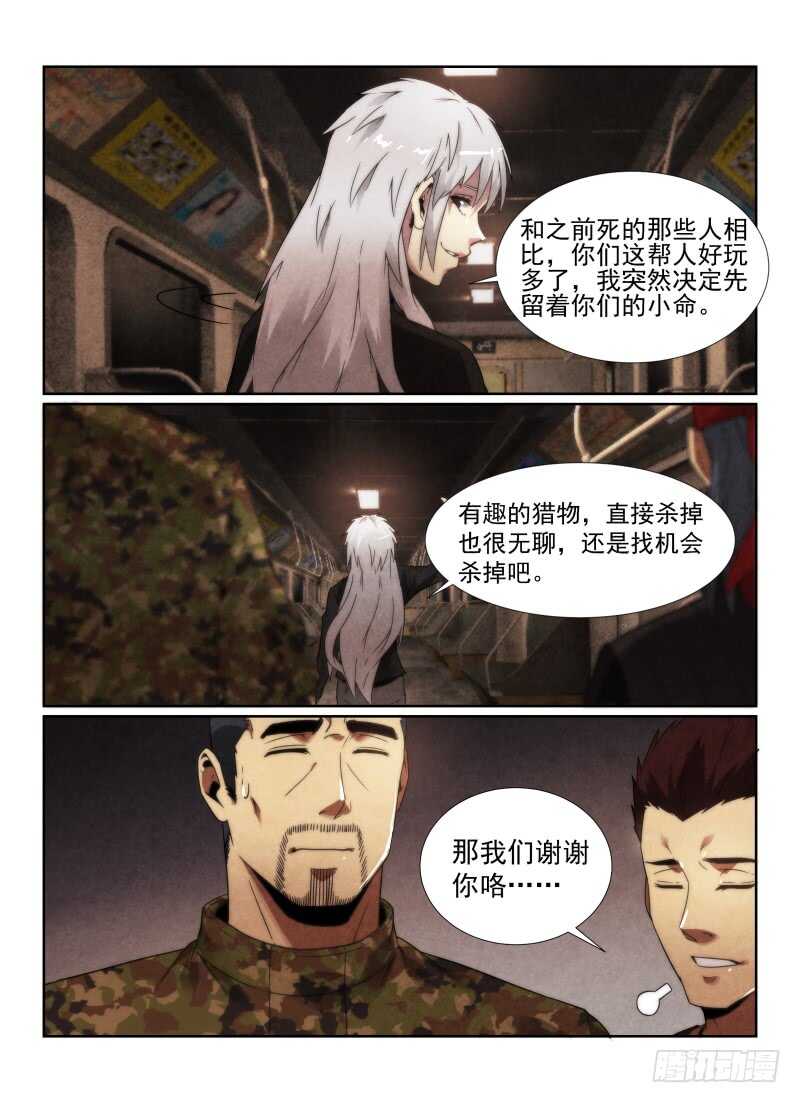 和之前死的那些人相
比，你们这帮人好玩
多了，我突然决定先
留着你们的小命。
有趣的猎物，直接杀掉
也很无聊，还是找机会
杀掉吧。
那我们谢谢
你咯……
腾讯动漫